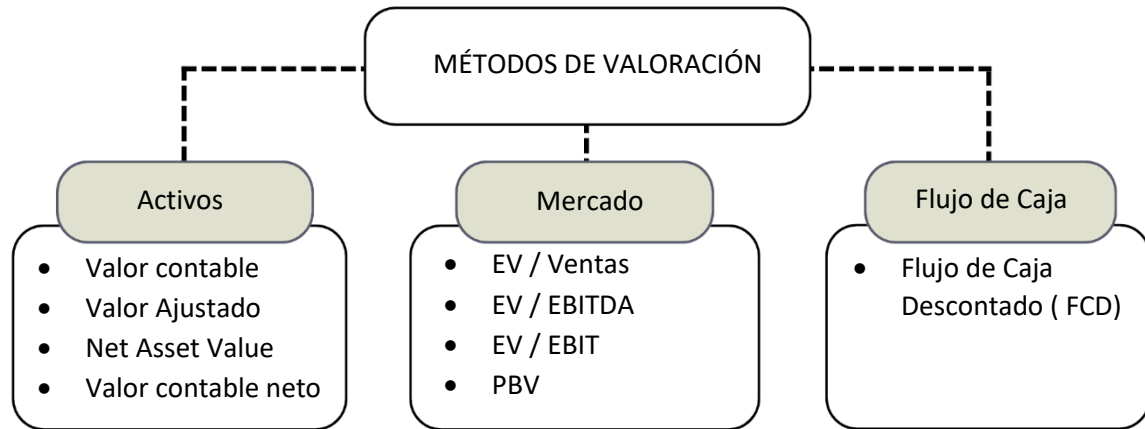 MÉTODOS DE VALORACIÓN
Activos
• Valor contable
• Valor Ajustado
• Net Asset Value
• Valor contable neto
Mercado
• EV / Ventas
• EV / EBITDA
• EV / EBIT
• PBV
Flujo de Caja
• Flujo de Caja
Descontado ( FCD)